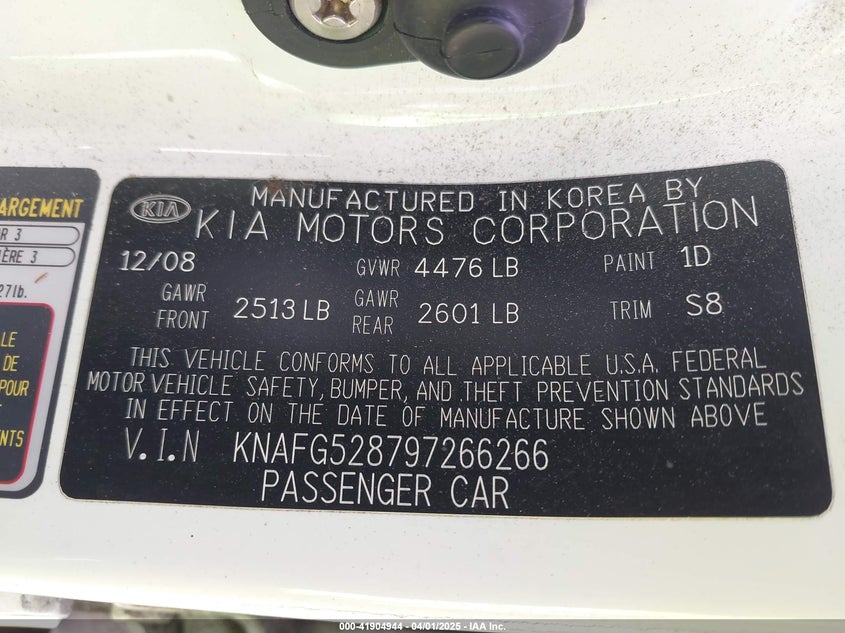 ARGEMENT
R 3
IÈRE 3
27lb.
LE
DE
POUR
T
ENTS
KIA
MANUFACTURED IN KOREA BY
KIA MOTORS CORPORATION
12/08 GVWR 4476 LB PAINT 1D
GAWR FRONT 2513 LB GAWR REAR 2601 LB TRIM S8
THIS VEHICLE CONFORMS TO ALL APPLICABLE U.S.A. FEDERAL
MOTOR VEHICLE SAFETY, BUMPER, AND THEFT PREVENTION STANDARDS
IN EFFECT ON THE DATE OF MANUFACTURE SHOWN ABOVE
V.I.N KNAFG528797266266
PASSENGER CAR
000-41904944 - 04/01/2025 - IAA Inc.